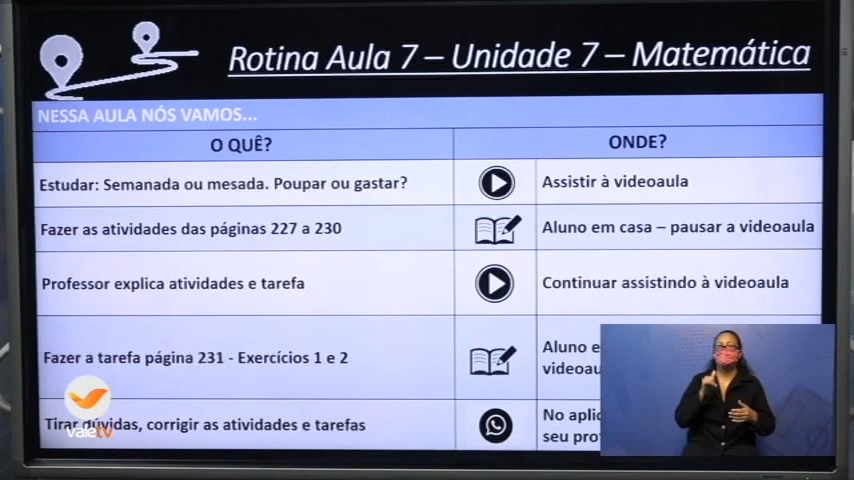 Rotina Aula 7 – Unidade 7 – Matemática
NESSA AULA NÓS VAMOS...
O QUÊ?
ONDE?
Estudar: Semanada ou mesada. Poupar ou gastar?
Assistir à videoaula
Fazer as atividades das páginas 227 a 230
Aluno em casa – pausar a videoaula
Professor explica atividades e tarefa
Continuar assistindo à videoaula
Fazer a tarefa página 231 - Exercícios 1 e 2
Aluno e
videoau
Tirar dúvidas, corrigir as atividades e tarefas
No aplic
seu prof
valetv